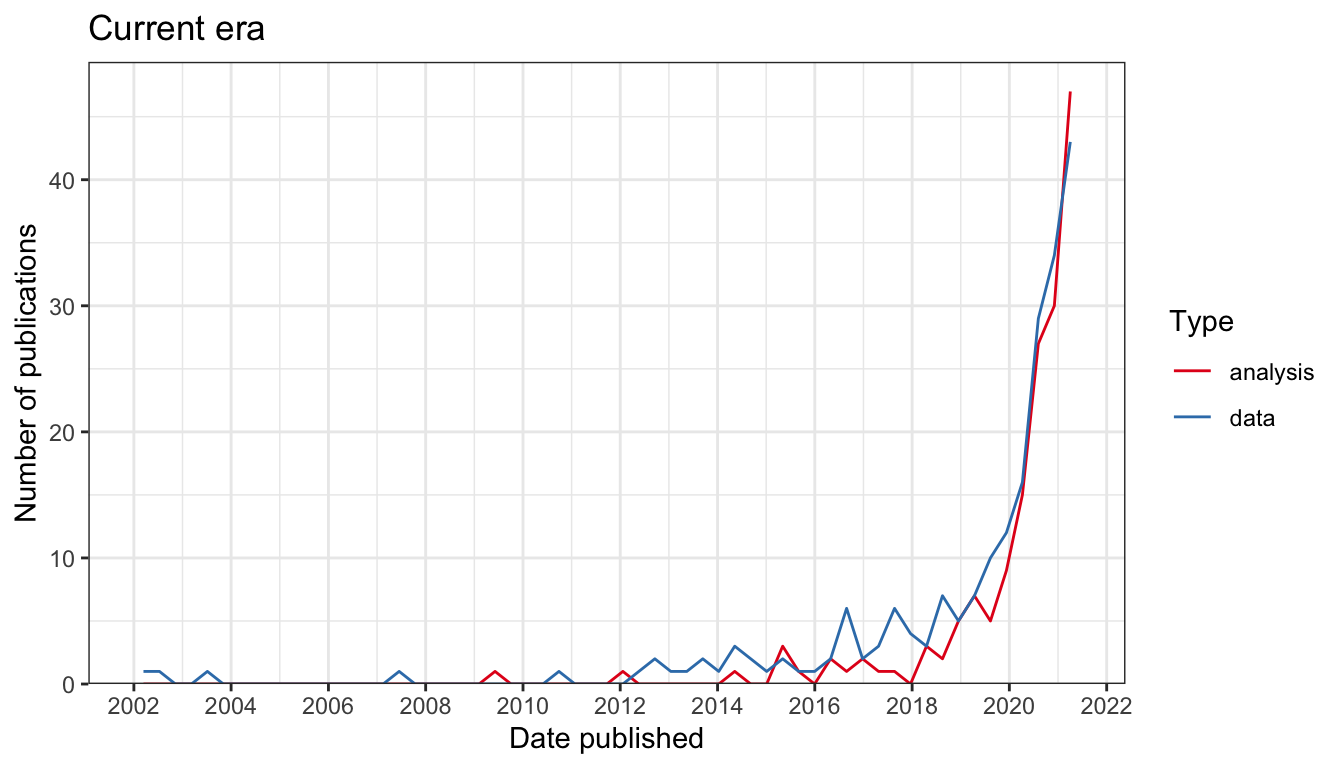 Current era
Number of publications
40
30
20
10
0
2002 2004 2006 2008 2010 2012 2014 2016 2018 2020 2022
Date published
Type
analysis
data